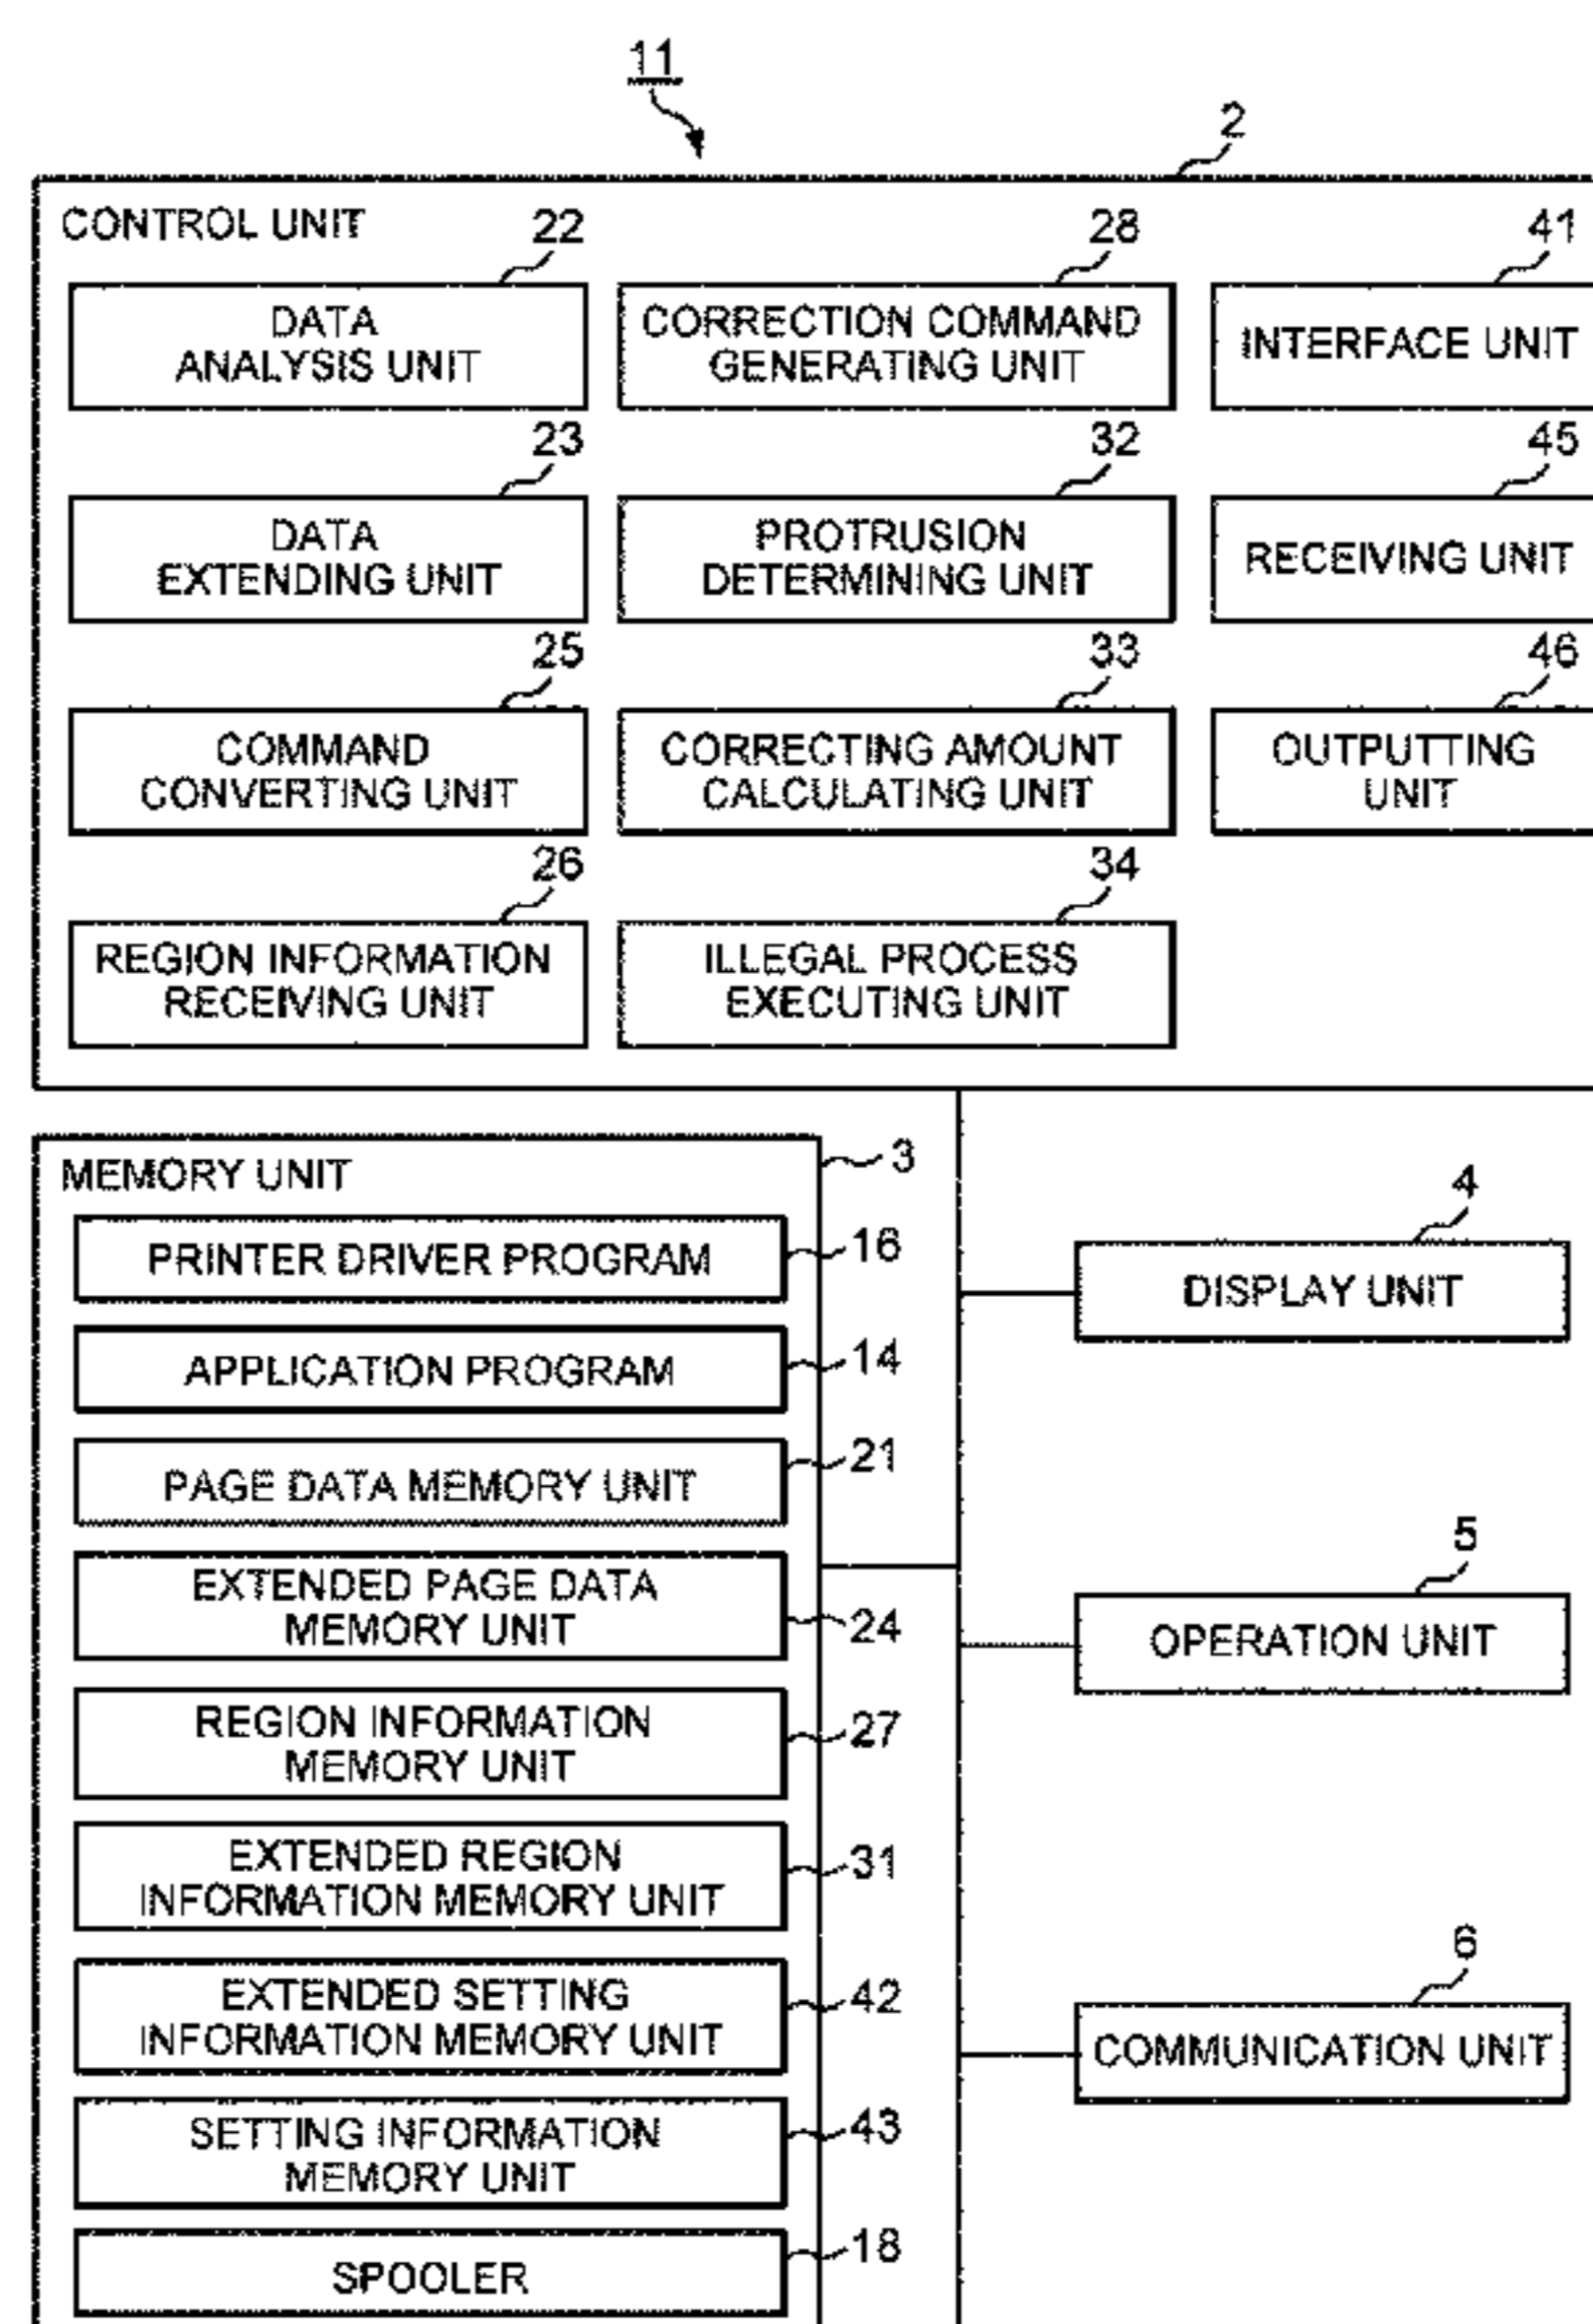 11
2
CONTROL UNIT
22
28
41
DATA
ANALYSIS UNIT
CORRECTION COMMAND
GENERATING UNIT
INTERFACE UNIT
23
32
45
DATA
EXTENDING UNIT
PROTRUSION
DETERMINING UNIT
RECEIVING UNIT
25
33
46
COMMAND
CONVERTING UNIT
CORRECTING AMOUNT
CALCULATING UNIT
OUTPUTTING
UNIT
26
34
REGION INFORMATION
RECEIVING UNIT
ILLEGAL PROCESS
EXECUTING UNIT
MEMORY UNIT
3
PRINTER DRIVER PROGRAM
16
APPLICATION PROGRAM
14
PAGE DATA MEMORY UNIT
21
EXTENDED PAGE DATA
MEMORY UNIT
24
REGION INFORMATION
MEMORY UNIT
27
EXTENDED REGION
INFORMATION MEMORY UNIT
31
EXTENDED SETTING
INFORMATION MEMORY UNIT
42
SETTING INFORMATION
MEMORY UNIT
43
SPOOLER
18
4
DISPLAY UNIT
5
OPERATION UNIT
6
COMMUNICATION UNIT